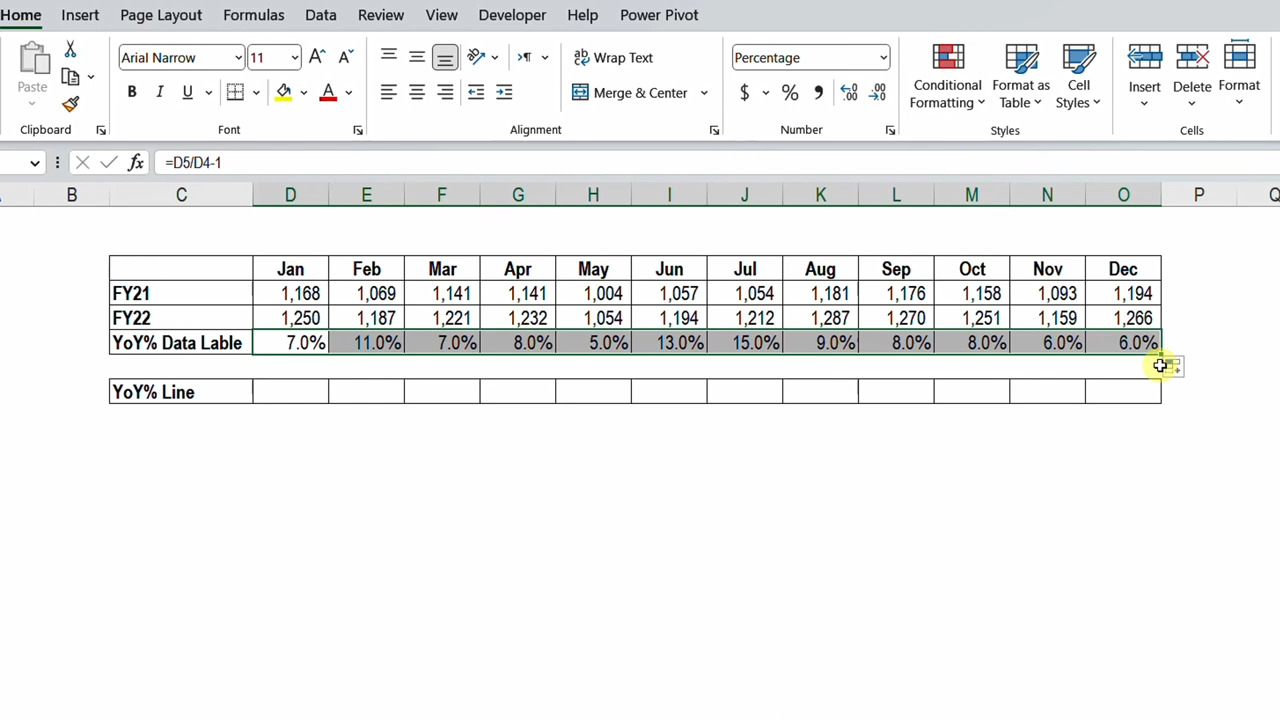 Home Insert Page Layout Formulas Data Review View Developer Help Power Pivot
Arial Narrow 11 Wrap Text Percentage
Paste Merge & Center $ % Conditional Formatting Format as Table Cell Styles Insert Delete Format
Clipboard Font Alignment Number Styles Cells
fx =D5/D4-1
B C D E F G H I J K L M N O P Q
Jan Feb Mar Apr May Jun Jul Aug Sep Oct Nov Dec
FY21 1,168 1,069 1,141 1,141 1,004 1,057 1,054 1,181 1,176 1,158 1,093 1,194
FY22 1,250 1,187 1,221 1,232 1,054 1,194 1,212 1,287 1,270 1,251 1,159 1,266
YoY% Data Lable 7.0% 11.0% 7.0% 8.0% 5.0% 13.0% 15.0% 9.0% 8.0% 8.0% 6.0% 6.0%
YoY% Line